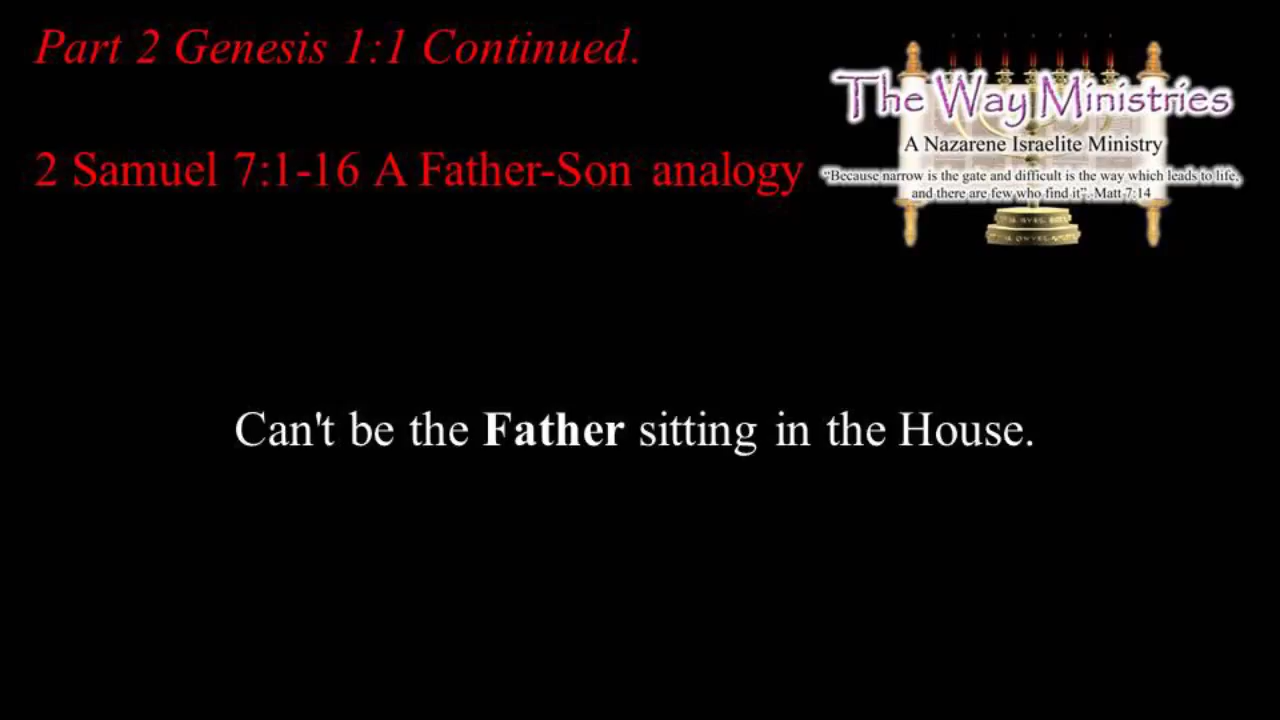 Part 2 Genesis 1:1 Continued.
The Way Ministries
A Nazarene Israelite Ministry
2 Samuel 7:1-16 A Father-Son analogy
"Because narrow is the gate and difficult is the way which leads to life,
and there are few who find it". Matt 7:14
Can't be the Father sitting in the House.